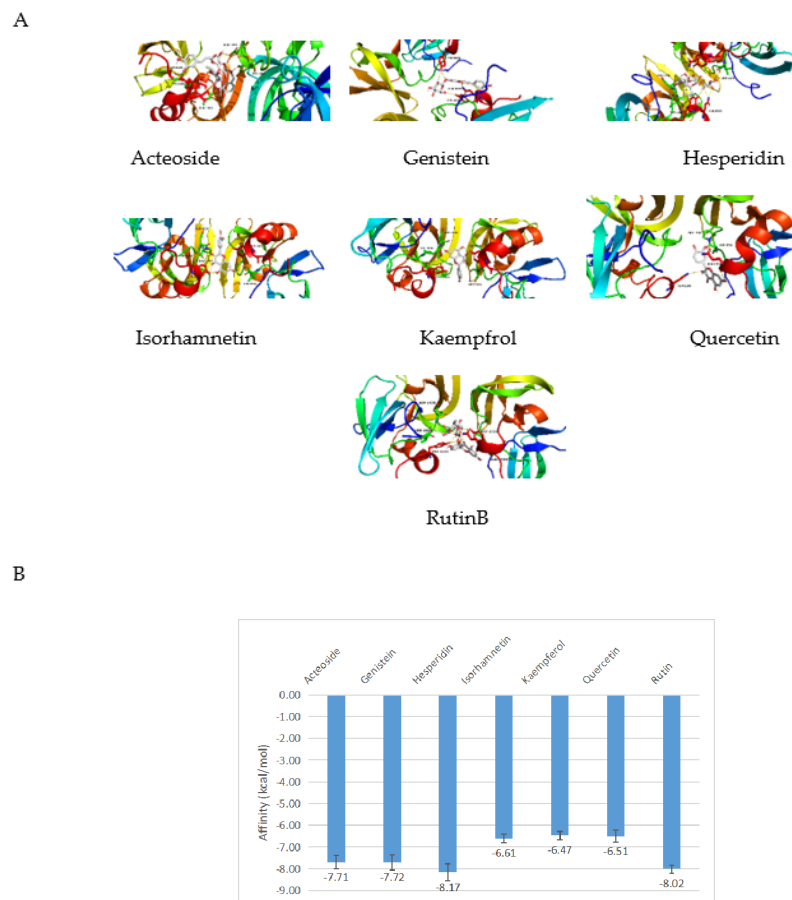 A
Acteoside
Genistein
Hesperidin
Isorhamnetin
Kaempfrol
Quercetin
RutinB
B
Acteoside
Genistein
Hesperidin
Isorhamnetin
Kaempferol
Quercetin
Rutin
0.00
-1.00
-2.00
-3.00
-4.00
-5.00
-6.00
-7.00
-8.00
-9.00
Affinity (kcal/mol)
-7.71
-7.72
-8.17
-6.61
-6.47
-6.51
-8.02